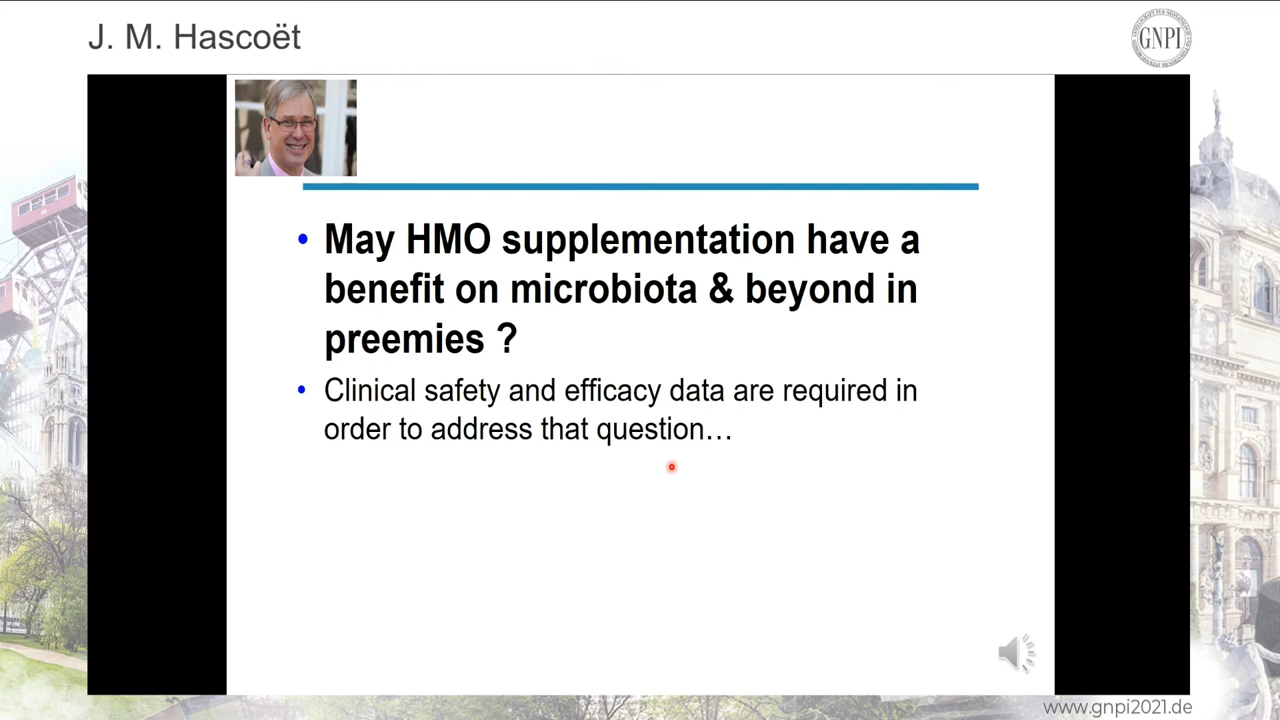 J. M. Hascoët
GNPI
• May HMO supplementation have a
benefit on microbiota & beyond in
preemies ?
• Clinical safety and efficacy data are required in
order to address that question…
www.gnpi2021.de